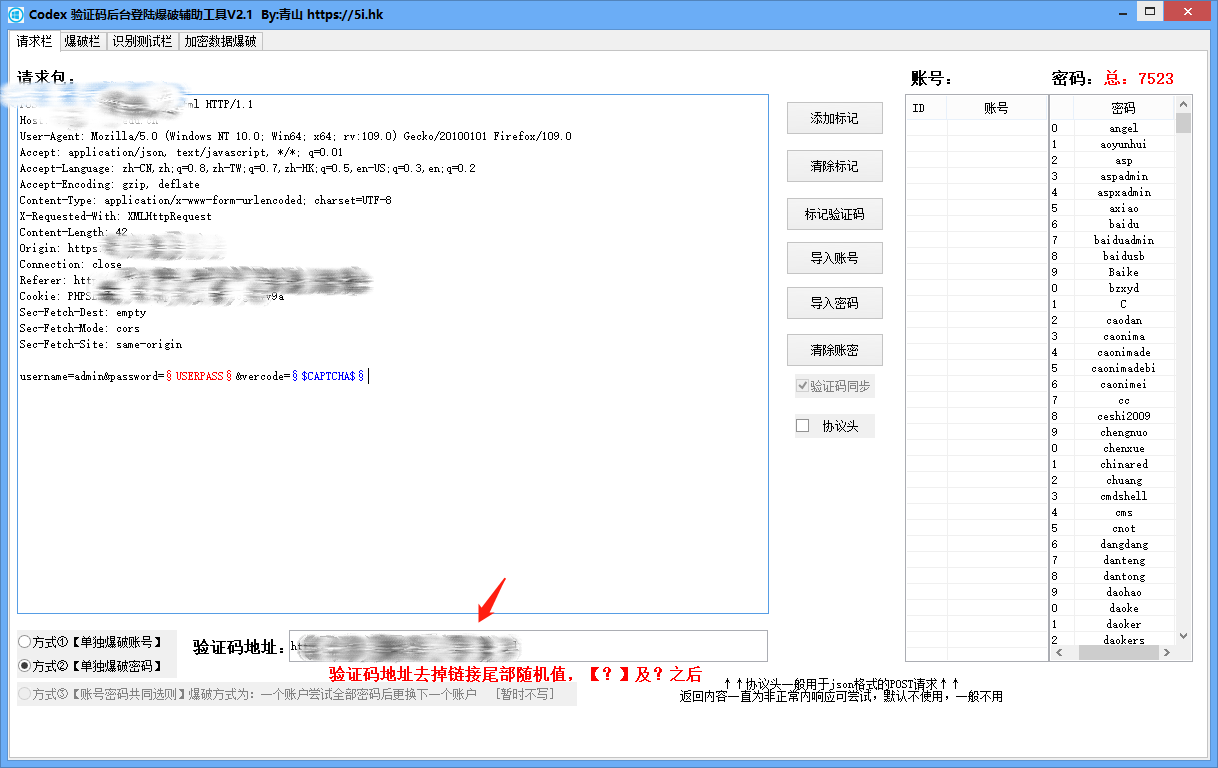 Codex 验证码后台登陆爆破辅助工具V2.1 By:青山 https://5i.hk
请求栏 爆破栏 识别测试栏 加密数据爆破
请求包:
ml HTTP/1.1
User-Agent: Mozilla/5.0 (Windows NT 10.0; Win64; x64; rv:109.0) Gecko/20100101 Firefox/109.0
Accept: application/json, text/javascript, */*; q=0.01
Accept-Language: zh-CN,zh;q=0.8,zh-TW;q=0.7,zh-HK;q=0.5,en-US;q=0.3,en;q=0.2
Accept-Encoding: gzip, deflate
Content-Type: application/x-www-form-urlencoded; charset=UTF-8
X-Requested-With: XMLHttpRequest
Content-Length: 42
Origin: https
Connection: close
Referer: htt
Cookie: PHPS v9a
Sec-Fetch-Dest: empty
Sec-Fetch-Mode: cors
Sec-Fetch-Site: same-origin
username=admin&password=§USERPASS§&vercode=§$CAPTCHA$§
添加标记
清除标记
标记验证码
导入账号
导入密码
清除账密
验证码同步
协议头
账号:
ID 账号
密码: 总: 7523
密码
0 angel
1 aoyunhui
2 asp
3 aspadmin
4 aspxadmin
5 axiao
6 baidu
7 baiduadmin
8 baidusb
9 Baike
0 bzxyd
1 C
2 caodan
3 caonima
4 caonimade
5 caonimadebi
6 caonimei
7 cc
8 ceshi2009
9 chengnuo
0 chenxue
1 chinared
2 chuang
3 cmdshell
4 cms
5 cnot
6 dangdang
7 danteng
8 dantong
9 daohao
0 daoke
1 daoker
2 daokers
方式①【单独爆破账号】
方式②【单独爆破密码】
验证码地址: ht
验证码地址去掉链接尾部随机值,【?】及?之后
方式③【账号密码共同选则】爆破方式为: 一个账户尝试全部密码后更换下一个账户 [暂时不写]
↑↑协议头一般用于json格式的POST请求↑↑
返回内容一直为非正常内响应可尝试,默认不使用,一般不用